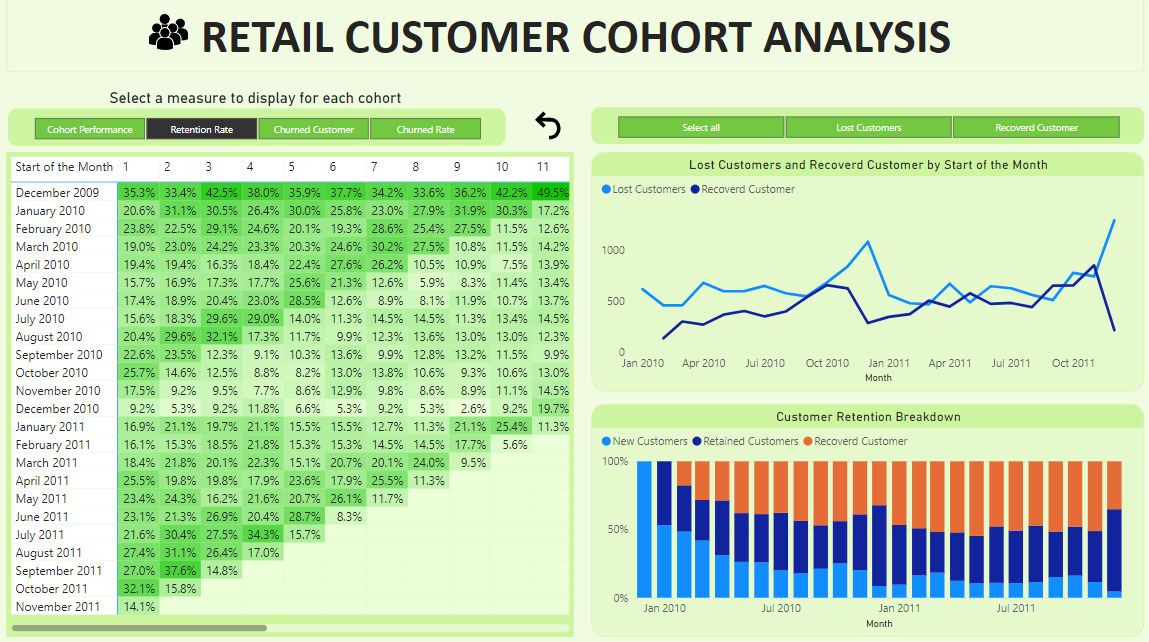 RETAIL CUSTOMER COHORT ANALYSIS
Select a measure to display for each cohort
Cohort Performance Retention Rate Churned Customer Churned Rate
Start of the Month 1 2 3 4 5 6 7 8 9 10 11
December 2009 35.3% 33.4% 42.5% 38.0% 35.9% 37.7% 34.2% 33.6% 36.2% 42.2% 49.5%
January 2010 20.6% 31.1% 30.5% 26.4% 30.0% 25.8% 23.0% 27.9% 31.9% 30.3% 17.2%
February 2010 23.8% 22.5% 29.1% 24.6% 20.1% 19.3% 28.6% 25.4% 27.5% 11.5% 12.6%
March 2010 19.0% 23.0% 24.2% 23.3% 20.3% 24.6% 30.2% 27.5% 10.8% 11.5% 14.2%
April 2010 19.4% 19.4% 16.3% 18.4% 22.4% 27.6% 26.2% 10.5% 10.9% 7.5% 13.9%
May 2010 15.7% 16.9% 17.3% 17.7% 25.6% 21.3% 12.6% 5.9% 8.3% 11.4% 13.4%
June 2010 17.4% 18.9% 20.4% 23.0% 28.5% 12.6% 8.9% 8.1% 11.9% 10.7% 13.7%
July 2010 15.6% 18.3% 29.6% 29.0% 14.0% 11.3% 14.5% 14.5% 11.3% 13.4% 14.5%
August 2010 20.4% 29.6% 32.1% 17.3% 11.7% 9.9% 12.3% 13.6% 13.0% 13.0% 12.3%
September 2010 22.6% 23.5% 12.3% 9.1% 10.3% 13.6% 9.9% 12.8% 13.2% 11.5% 9.9%
October 2010 25.7% 14.6% 12.5% 8.8% 8.2% 13.0% 13.8% 10.6% 9.3% 10.6% 13.0%
November 2010 17.5% 9.2% 9.5% 7.7% 8.6% 12.9% 9.8% 8.6% 8.9% 11.1% 14.5%
December 2010 9.2% 5.3% 9.2% 11.8% 6.6% 5.3% 9.2% 5.3% 2.6% 9.2% 19.7%
January 2011 16.9% 21.1% 19.7% 21.1% 15.5% 15.5% 12.7% 11.3% 21.1% 25.4% 11.3%
February 2011 16.1% 15.3% 18.5% 21.8% 15.3% 15.3% 14.5% 14.5% 17.7% 5.6%
March 2011 18.4% 21.8% 20.1% 22.3% 15.1% 20.7% 20.1% 24.0% 9.5%
April 2011 25.5% 19.8% 19.8% 17.9% 23.6% 17.9% 25.5% 11.3%
May 2011 23.4% 24.3% 16.2% 21.6% 20.7% 26.1% 11.7%
June 2011 23.1% 21.3% 26.9% 20.4% 28.7% 8.3%
July 2011 21.6% 30.4% 27.5% 34.3% 15.7%
August 2011 27.4% 31.1% 26.4% 17.0%
September 2011 27.0% 37.6% 14.8%
October 2011 32.1% 15.8%
November 2011 14.1%
Select all Lost Customers Recoverd Customer
Lost Customers and Recoverd Customer by Start of the Month
Lost Customers Recoverd Customer
1000
500
0
Jan 2010 Apr 2010 Jul 2010 Oct 2010 Jan 2011 Apr 2011 Jul 2011 Oct 2011
Month
Customer Retention Breakdown
New Customers Retained Customers Recoverd Customer
100%
50%
0%
Jan 2010 Jul 2010 Jan 2011 Jul 2011
Month